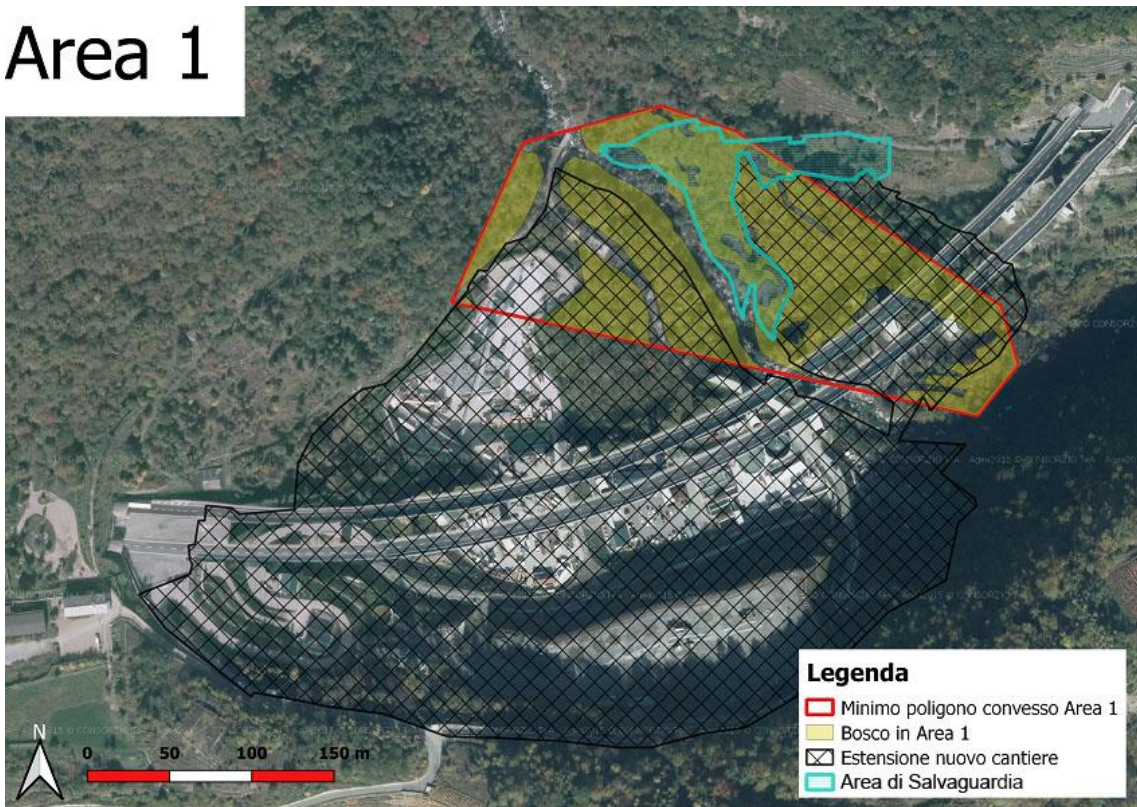 Area 1
Legenda
Minimo poligono convesso Area 1
Bosco in Area 1
Estensione nuovo cantiere
Area di Salvaguardia
N
0 50 100 150 m